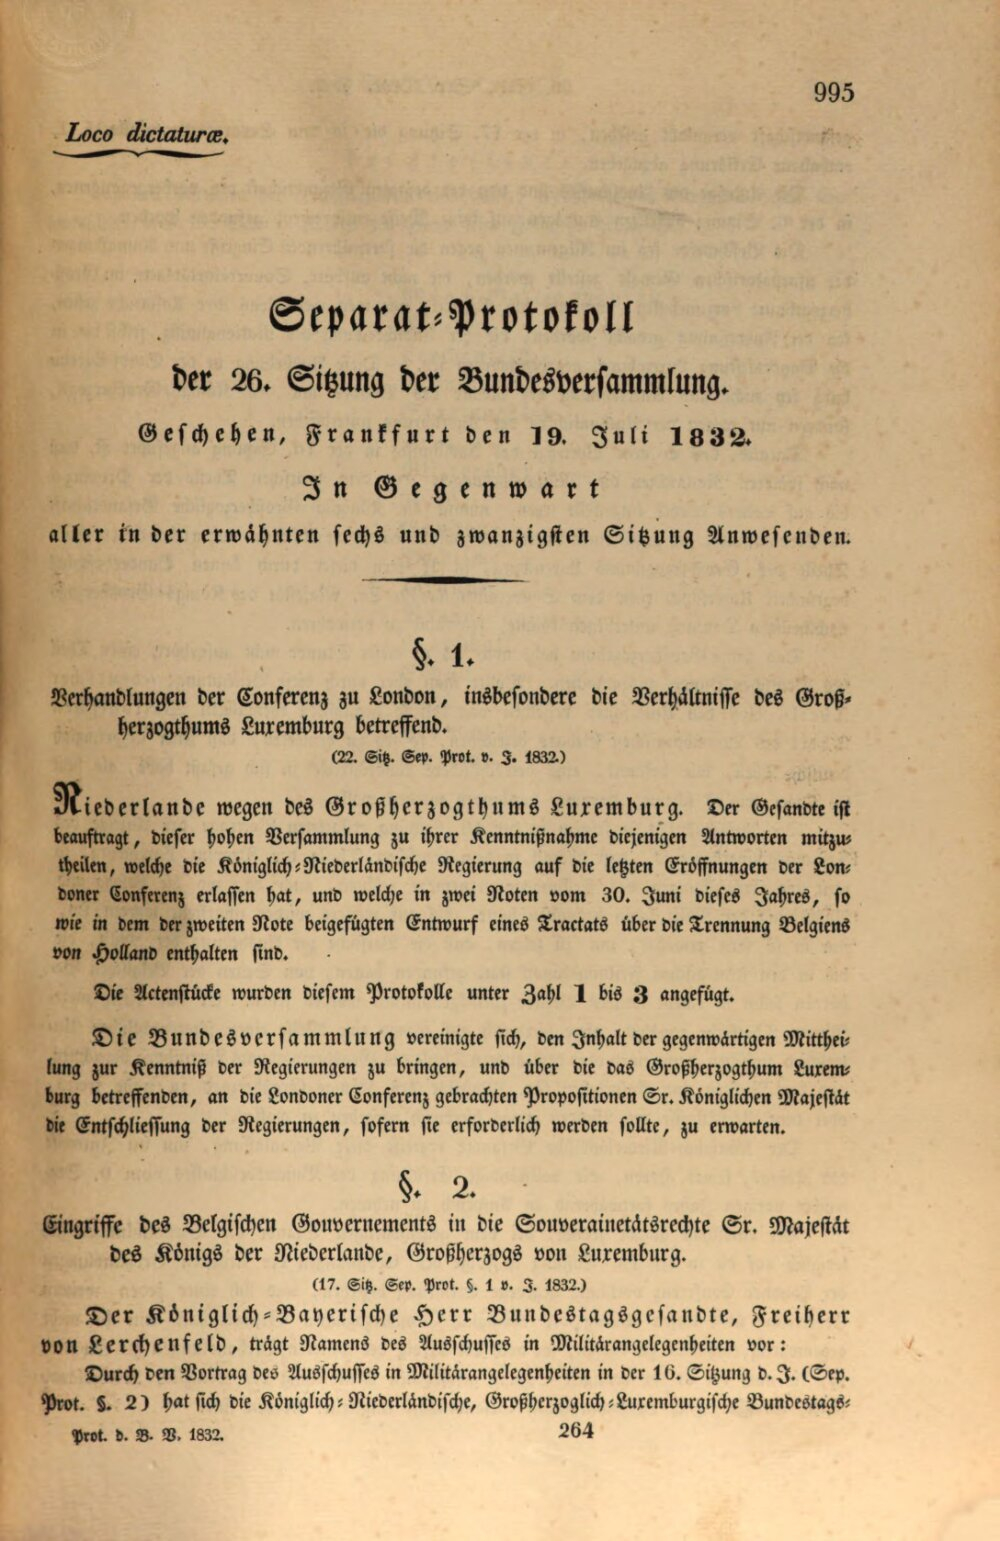 995
Loco dictaturæ.
Separat-Protokoll
der 26. Sitzung der Bundesversammlung.
Geschehen, Frankfurt den 19. Juli 1832.
In Gegenwart
aller in der erwähnten sechs und zwanzigsten Sitzung Anwesenden.
§. 1.
Verhandlungen der Conferenz zu London, insbesondere die Verhältnisse des Groß-
herzogthums Luxemburg betreffend.
(22. Sitz. Sep. Prot. v. J. 1832.)
Niederlande wegen des Großherzogthums Luxemburg. Der Gesandte ist
beauftragt, dieser hohen Versammlung zu ihrer Kenntnißnahme diejenigen Antworten mitzu-
theilen, welche die Königlich-Niederländische Regierung auf die letzten Eröffnungen der Lon-
doner Conferenz erlassen hat, und welche in zwei Noten vom 30. Juni dieses Jahres, so
wie in dem der zweiten Note beigefügten Entwurf eines Tractats über die Trennung Belgiens
von Holland enthalten sind.
Die Actenstücke wurden diesem Protokolle unter Zahl 1 bis 3 angefügt.
Die Bundesversammlung vereinigte sich, den Inhalt der gegenwärtigen Mitthei-
lung zur Kenntniß der Regierungen zu bringen, und über die das Großherzogthum Luxem-
burg betreffenden, an die Londoner Conferenz gebrachten Propositionen Sr. Königlichen Majestät
die Entschliessung der Regierungen, sofern sie erforderlich werden sollte, zu erwarten.
§. 2.
Eingriffe des Belgischen Gouvernements in die Souverainetätsrechte Sr. Majestät
des Königs der Niederlande, Großherzogs von Luxemburg.
(17. Sitz. Sep. Prot. §. 1 v. J. 1832.)
Der Königlich-Bayerische Herr Bundestagsgesandte, Freiherr
von Lerchenfeld, trägt Namens des Ausschusses in Militärangelegenheiten vor:
Durch den Vortrag des Ausschusses in Militärangelegenheiten in der 16. Sitzung d. J. (Sep.
Prot. §. 2) hat sich die Königlich-Niederländische, Großherzoglich-Luxemburgische Bundestags-
Prot. d. B. V. 1832.
264